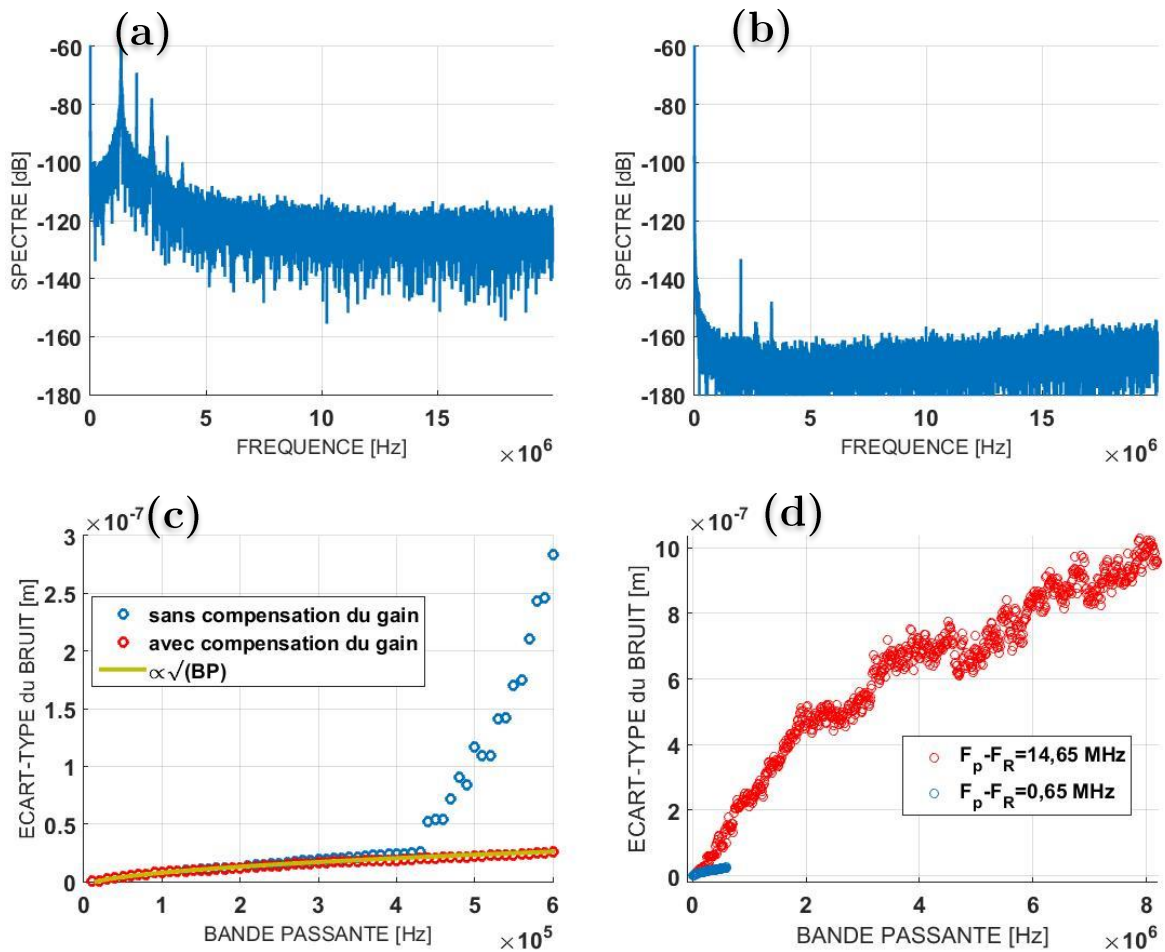 (a)
-60
-80
-100
-120
-140
-160
-180
SPECTRE [dB]
0 5 10 15
FREQUENCE [Hz]
×10^6
(b)
-60
-80
-100
-120
-140
-160
-180
SPECTRE [dB]
0 5 10 15
FREQUENCE [Hz]
×10^6
(c)
×10^-7
3
2.5
2
1.5
1
0.5
0
ECART-TYPE du BRUIT [m]
sans compensation du gain
avec compensation du gain
∝√(BP)
0 1 2 3 4 5 6
BANDE PASSANTE [Hz]
×10^5
(d)
×10^-7
10
8
6
4
2
0
ECART-TYPE du BRUIT [m]
F_p-F_R=14,65 MHz
F_p-F_R=0,65 MHz
0 2 4 6 8
BANDE PASSANTE [Hz]
×10^6